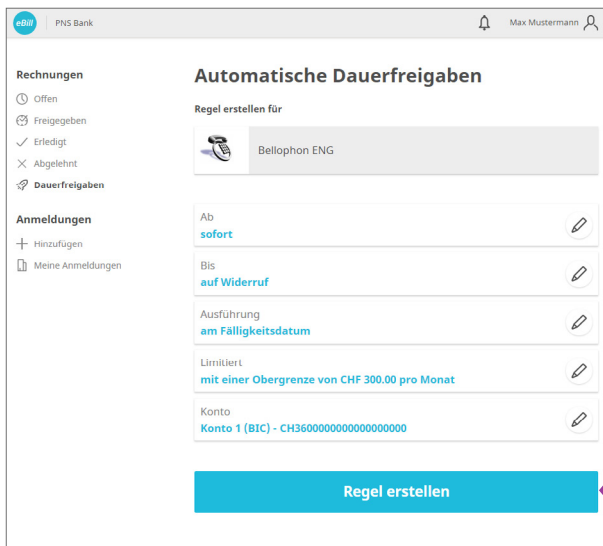 eBill PNS Bank Max Mustermann
Rechnungen
Offen
Freigegeben
Erledigt
Abgelehnt
Dauerfreigaben
Anmeldungen
Hinzufügen
Meine Anmeldungen
Automatische Dauerfreigaben
Regel erstellen für
Bellophon ENG
Ab
sofort
Bis
auf Widerruf
Ausführung
am Fälligkeitsdatum
Limitiert
mit einer Obergrenze von CHF 300.00 pro Monat
Konto
Konto 1 (BIC) - CH3600000000000000000
Regel erstellen